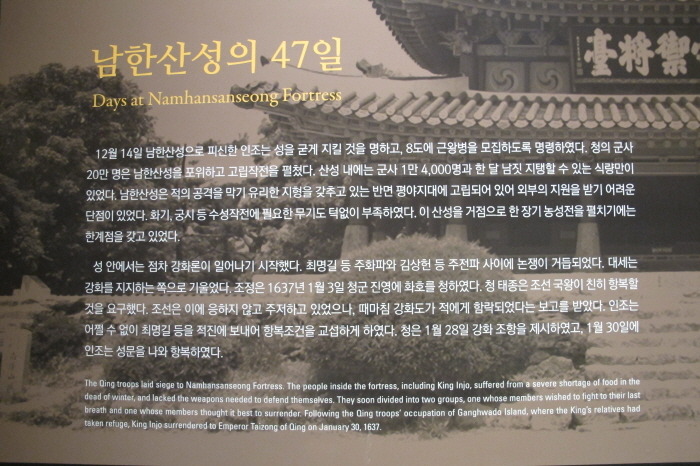 남한산성의 47일
Days at Namhansanseong Fortress
守禦將臺
12월 14일 남한산성으로 피신한 인조는 성을 굳게 지킬 것을 명하고, 8도에 근왕병을 모집하도록 명령하였다. 청의 군사
20만 명은 남한산성을 포위하고 고립작전을 펼쳤다. 산성 내에는 군사 1만 4,000명과 한 달 남짓 지탱할 수 있는 식량만이
있었다. 남한산성은 적의 공격을 막기 유리한 지형을 갖추고 있는 반면 평야지대에 고립되어 있어 외부의 지원을 받기 어려운
단점이 있었다. 화기, 궁시 등 수성작전에 필요한 무기도 턱없이 부족하였다. 이 산성을 거점으로 한 장기 농성전을 펼치기에는
한계점을 갖고 있었다.
성 안에서는 점차 강화론이 일어나기 시작했다. 최명길 등 주화파와 김상헌 등 주전파 사이에 논쟁이 거듭되었다. 대세는
강화를 지지하는 쪽으로 기울었다. 조정은 1637년 1월 3일 청군 진영에 화호를 청하였다. 청 태종은 조선 국왕이 친히 항복할
것을 요구했다. 조선은 이에 응하지 않고 주저하고 있었으나, 때마침 강화도가 적에게 함락되었다는 보고를 받았다. 인조는
어쩔 수 없이 최명길 등을 적진에 보내어 항복조건을 교섭하게 하였다. 청은 1월 28일 강화 조항을 제시하였고, 1월 30일에
인조는 성문을 나와 항복하였다.
The Qing troops laid siege to Namhansanseong Fortress. The people inside the fortress, including King Injo, suffered from a severe shortage of food in the
dead of winter, and lacked the weapons needed to defend themselves. They soon divided into two groups, one whose members wished to fight to their last
breath and one whose members thought it best to surrender. Following the Qing troops' occupation of Ganghwado Island, where the King's relatives had
taken refuge, King Injo surrendered to Emperor Taizong of Qing on January 30, 1637.